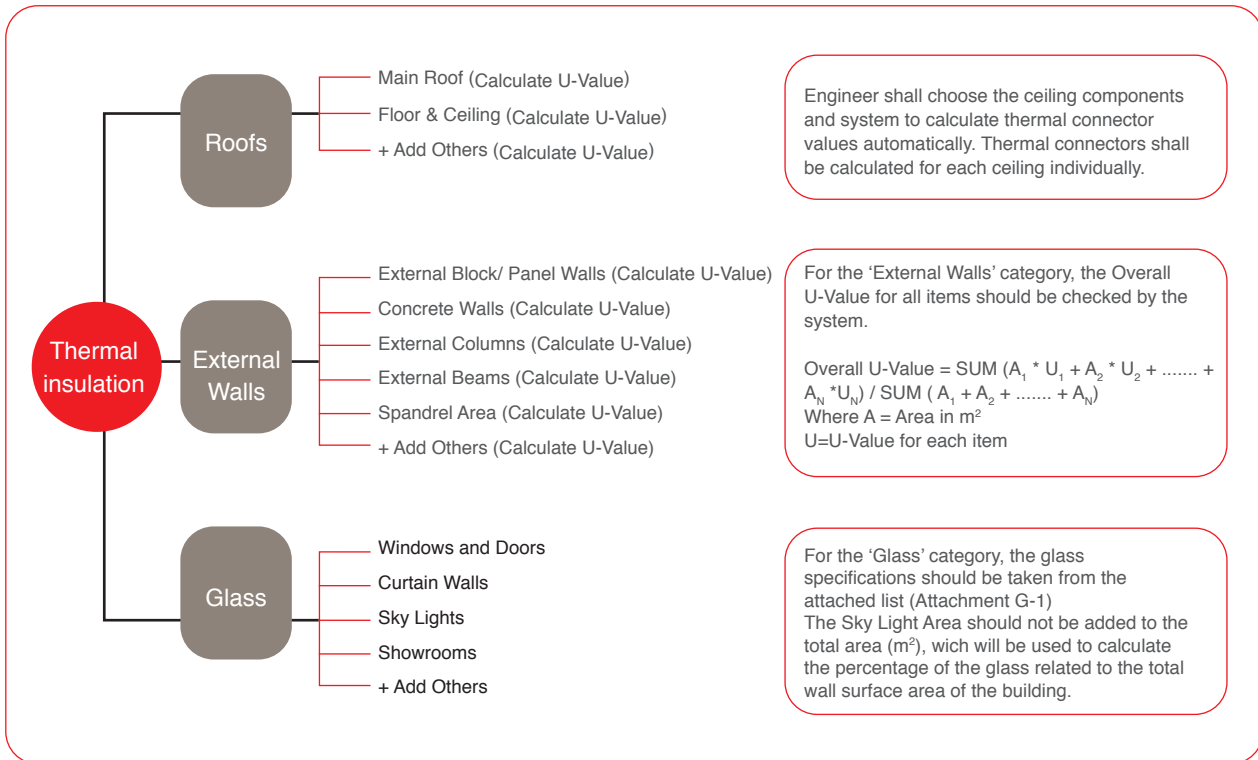 Thermal
insulation
Roofs
Main Roof (Calculate U-Value)
Floor & Ceiling (Calculate U-Value)
+ Add Others (Calculate U-Value)
Engineer shall choose the ceiling components
and system to calculate thermal connector
values automatically. Thermal connectors shall
be calculated for each ceiling individually.
External
Walls
External Block/ Panel Walls (Calculate U-Value)
Concrete Walls (Calculate U-Value)
External Columns (Calculate U-Value)
External Beams (Calculate U-Value)
Spandrel Area (Calculate U-Value)
+ Add Others (Calculate U-Value)
For the ‘External Walls’ category, the Overall
U-Value for all items should be checked by the
system.
Overall U-Value = SUM (A₁ * U₁ + A₂ * U₂ + ....... +
A_N *U_N) / SUM ( A₁ + A₂ + ....... + A_N)
Where A = Area in m²
U=U-Value for each item
Glass
Windows and Doors
Curtain Walls
Sky Lights
Showrooms
+ Add Others
For the ‘Glass’ category, the glass
specifications should be taken from the
attached list (Attachment G-1)
The Sky Light Area should not be added to the
total area (m²), wich will be used to calculate
the percentage of the glass related to the total
wall surface area of the building.